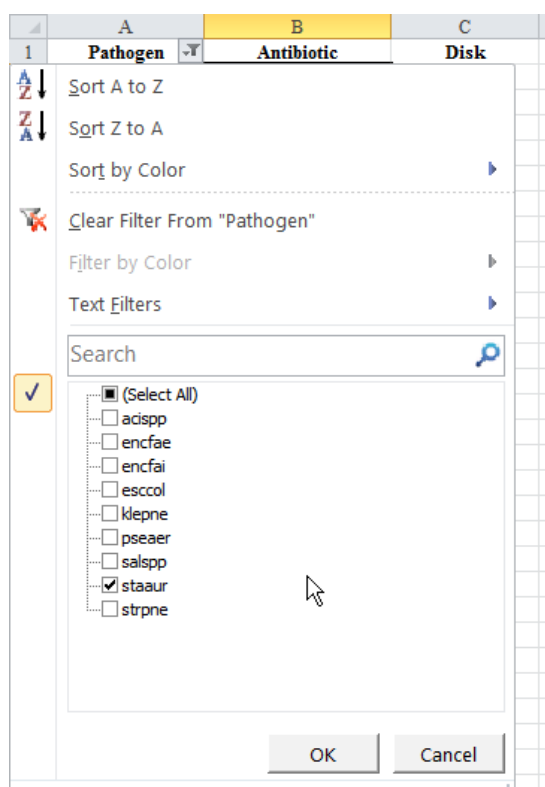 A B C
1 Pathogen Antibiotic Disk
Sort A to Z
Sort Z to A
Sort by Color
Clear Filter From "Pathogen"
Filter by Color
Text Filters
Search
(Select All)
acispp
encfae
encfai
esccol
klepne
pseaer
salspp
staaur
strpne
OK Cancel